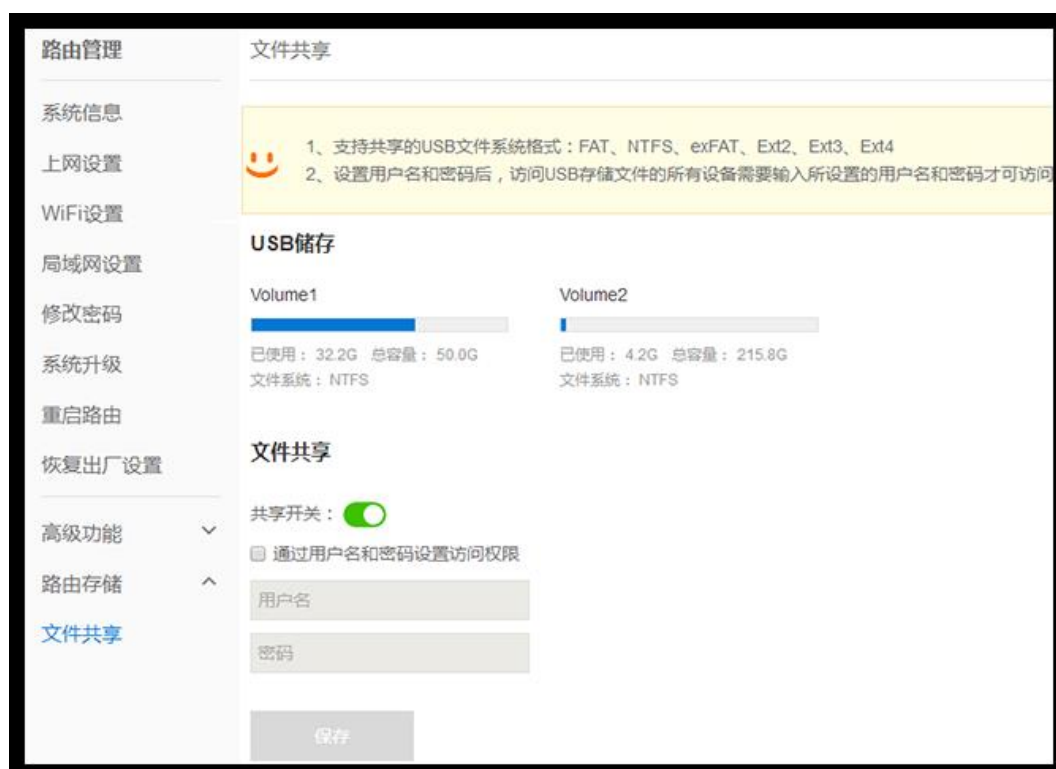 路由管理
系统信息
上网设置
WiFi设置
局域网设置
修改密码
系统升级
重启路由
恢复出厂设置
高级功能
路由存储
文件共享
文件共享
1、支持共享的USB文件系统格式：FAT、NTFS、exFAT、Ext2、Ext3、Ext4
2、设置用户名和密码后，访问USB存储文件的所有设备需要输入所设置的用户名和密码才可访问
USB储存
Volume1
已使用： 32.2G 总容量： 50.0G
文件系统： NTFS
Volume2
已使用： 4.2G 总容量： 215.8G
文件系统： NTFS
文件共享
共享开关：
通过用户名和密码设置访问权限
用户名
密码
保存